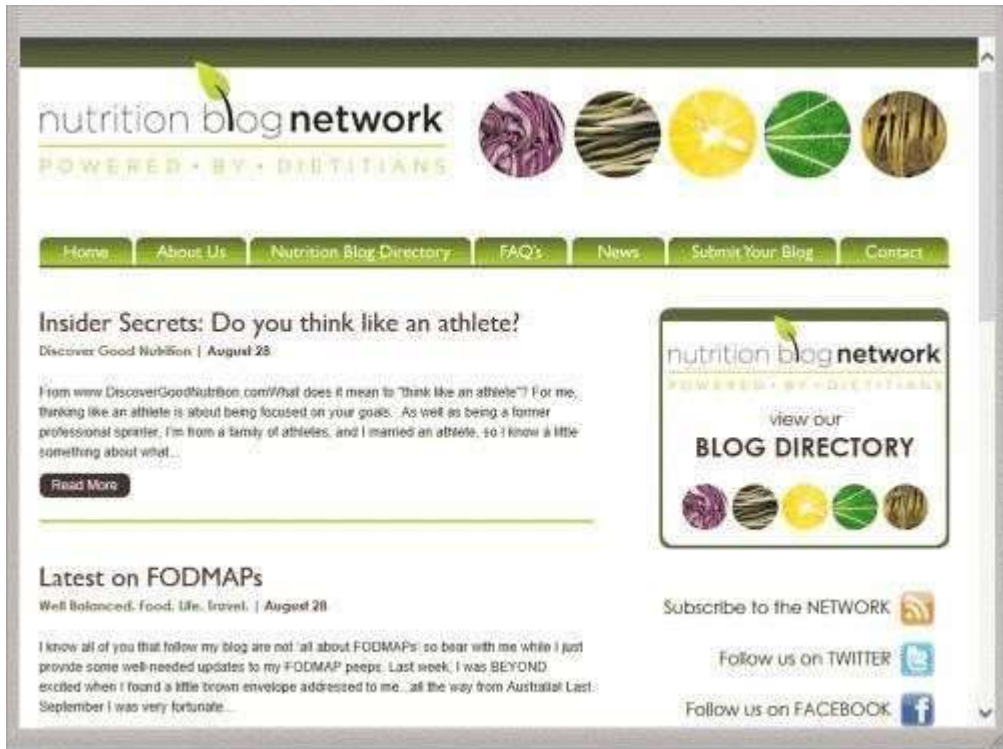 nutrition blog network
POWERED • BY • DIETITIANS
Home About Us Nutrition Blog Directory FAQ's News Submit Your Blog Contact
Insider Secrets: Do you think like an athlete?
Discover Good Nutrition | August 28
From www.DiscoverGoodNutrition.comWhat does it mean to "think like an athlete"? For me,
thinking like an athlete is about being focused on your goals. As well as being a former
professional sprinter, I'm from a family of athletes, and I married an athlete, so I know a little
something about what...
Read More
nutrition blog network
POWERED • BY • DIETITIANS
view our
BLOG DIRECTORY
Latest on FODMAPs
Well Balanced. Food. Life. Travel. | August 28
I know all of you that follow my blog are not 'all about FODMAPs' so bear with me while I just
provide some well-needed updates to my FODMAP peeps. Last week, I was BEYOND
excited when I found a little brown envelope addressed to me...all the way from Australia! Last
September I was very fortunate...
Subscribe to the NETWORK
Follow us on TWITTER
Follow us on FACEBOOK